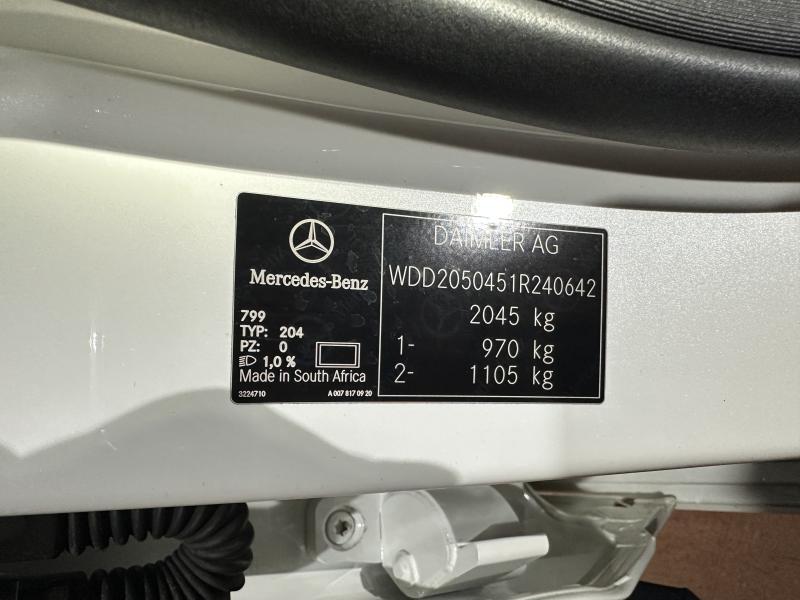 Mercedes-Benz
799
TYP: 204
PZ: 0
1,0 %
Made in South Africa
3224710 A 007 817 09 20
DAIMLER AG
WDD2050451R240642
2045 kg
1- 970 kg
2- 1105 kg